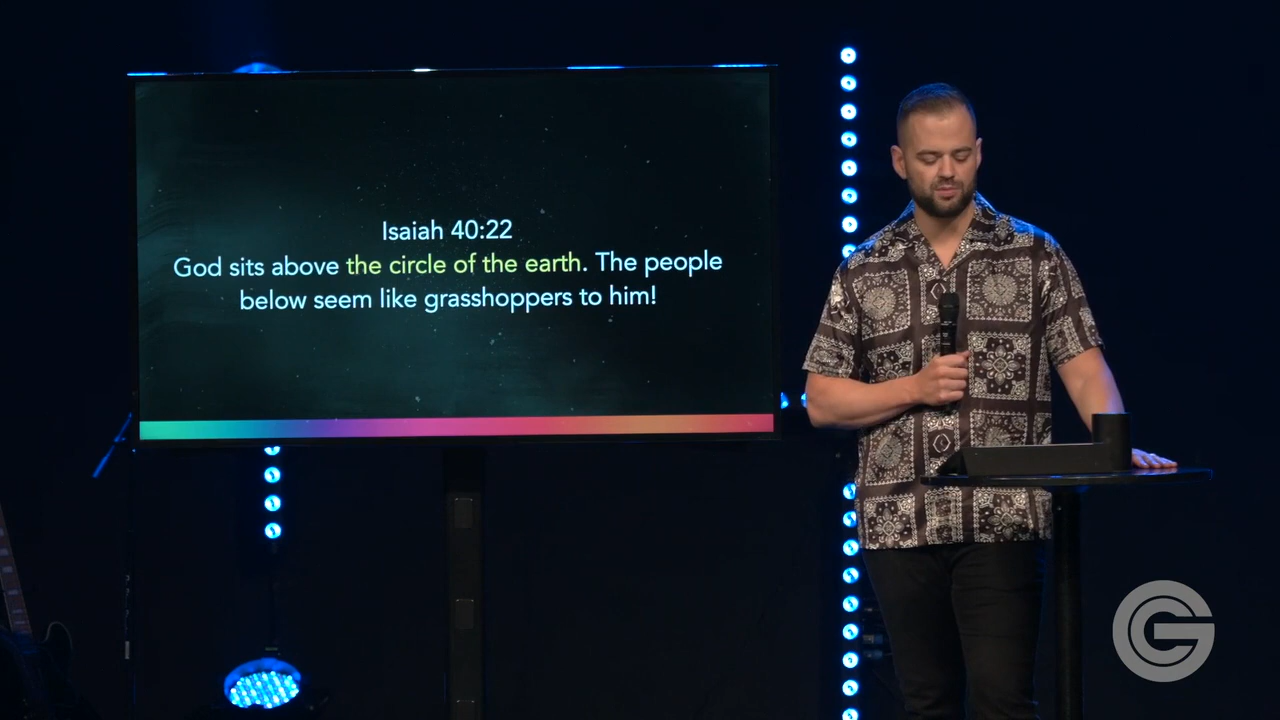 Isaiah 40:22
God sits above the circle of the earth. The people
below seem like grasshoppers to him!